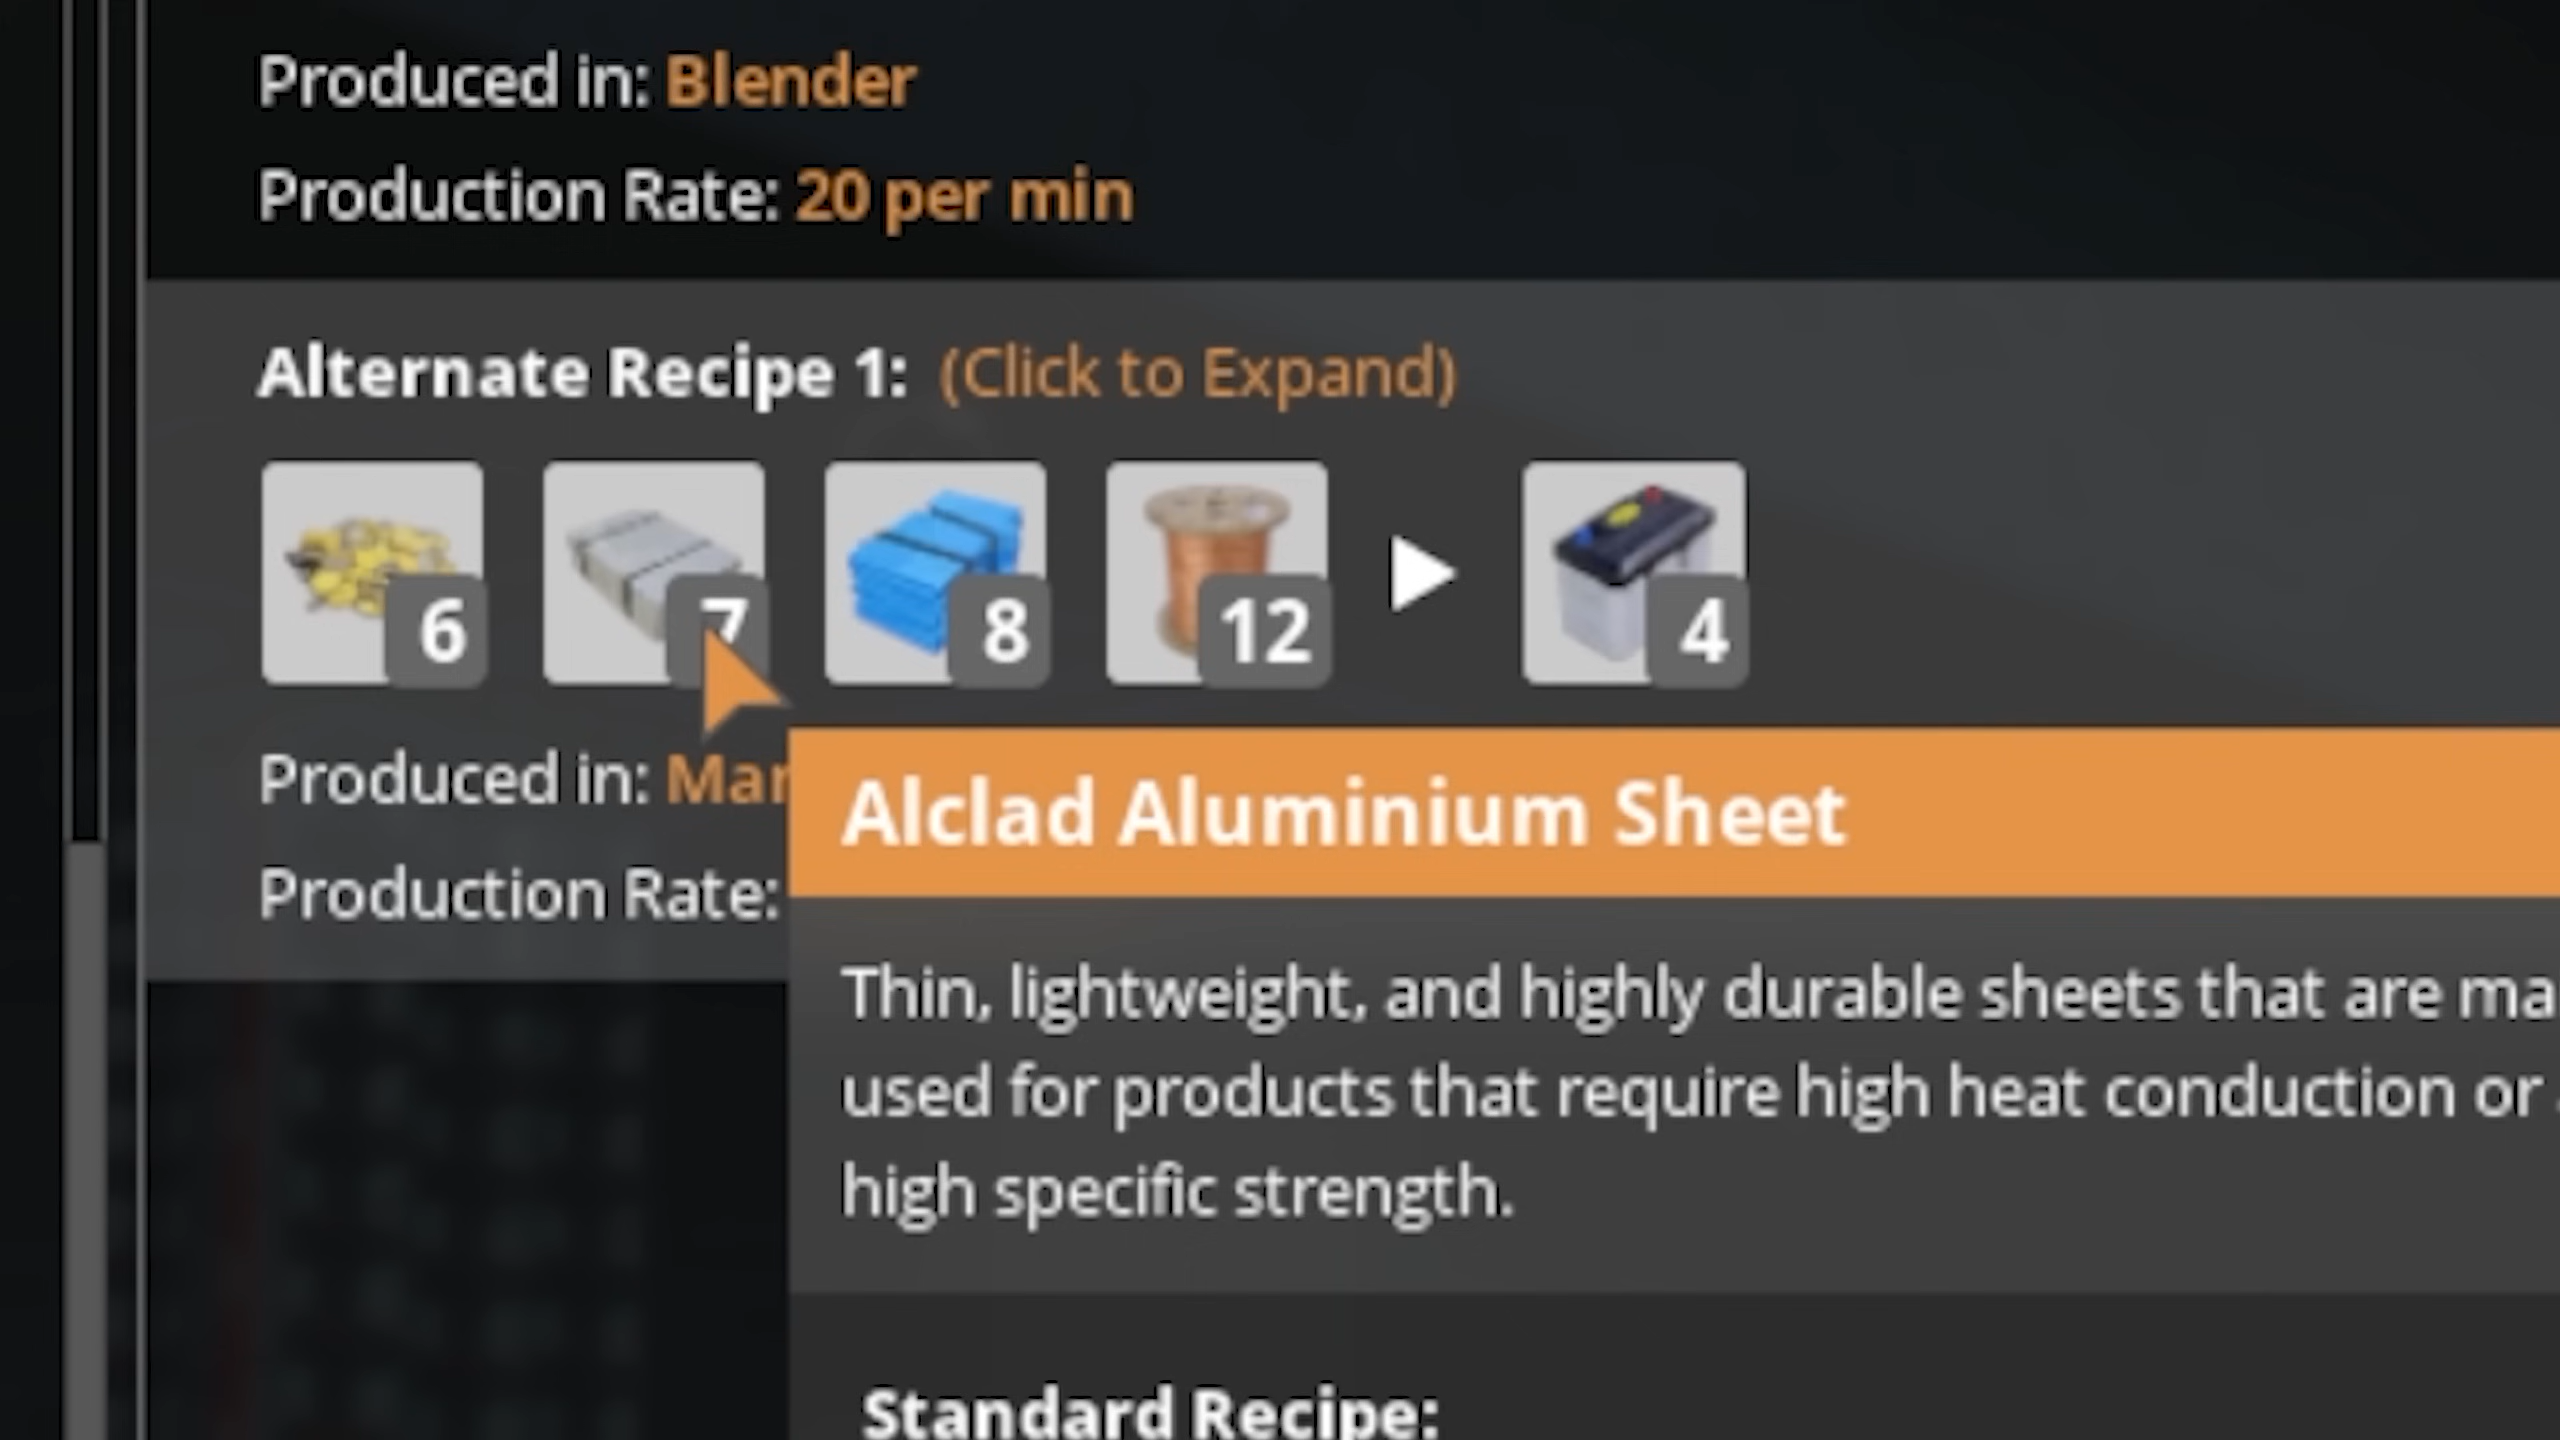 Produced in: Blender
Production Rate: 20 per min
Alternate Recipe 1: (Click to Expand)
6 7 8 12 4
Produced in:
Production Rate:
Alclad Aluminium Sheet
Thin, lightweight, and highly durable sheets that are
used for products that require high heat conduction or
high specific strength.
Standard Recipe: